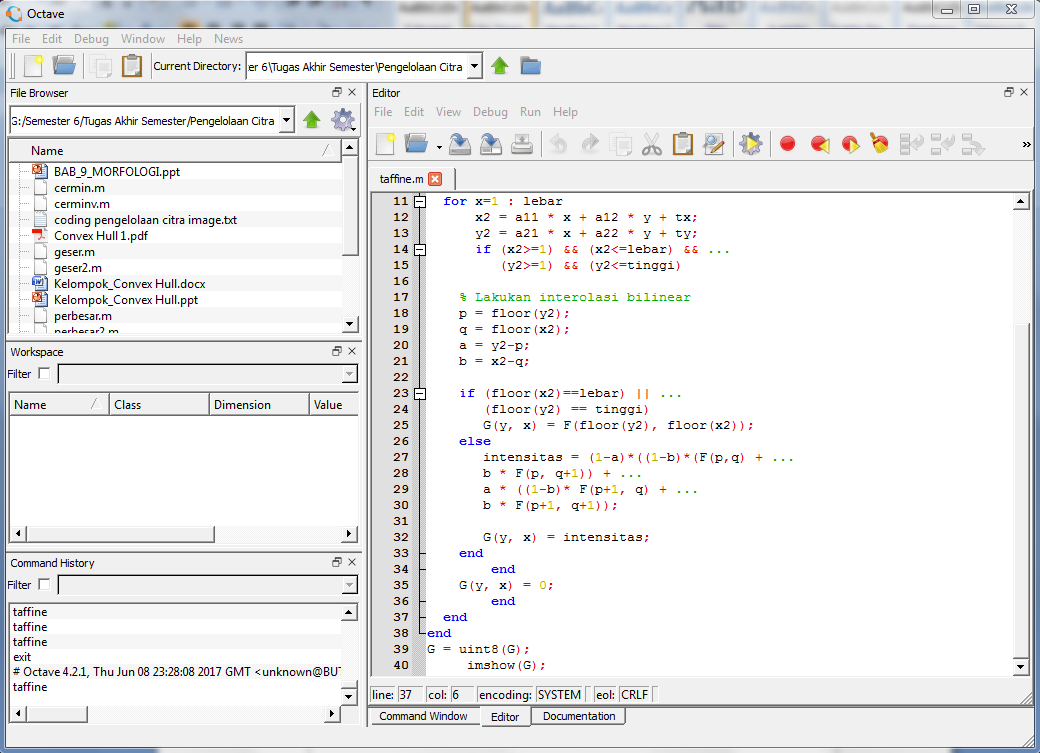 Octave
File Edit Debug Window Help News
Current Directory: er 6\Tugas Akhir Semester\Pengelolaan Citra
File Browser
G:/Semester 6/Tugas Akhir Semester/Pengelolaan Citra
Name
BAB_9_MORFOLOGI.ppt
cermin.m
cerminv.m
coding pengelolaan citra image.txt
Convex Hull 1.pdf
geser.m
geser2.m
Kelompok_Convex Hull.docx
Kelompok_Convex Hull.ppt
perbesar.m
perbesar2.m
Workspace
Filter
Name Class Dimension Value
Command History
Filter
taffine
taffine
taffine
exit
# Octave 4.2.1, Thu Jun 08 23:28:08 2017 GMT <unknown@BUT
taffine
Editor
File Edit View Debug Run Help
»
taffine.m
11 for x=1 : lebar
12 x2 = a11 * x + a12 * y + tx;
13 y2 = a21 * x + a22 * y + ty;
14 if (x2>=1) && (x2<=lebar) && ...
15 (y2>=1) && (y2<=tinggi)
16
17 % Lakukan interolasi bilinear
18 p = floor(y2);
19 q = floor(x2);
20 a = y2-p;
21 b = x2-q;
22
23 if (floor(x2)==lebar) || ...
24 (floor(y2) == tinggi)
25 G(y, x) = F(floor(y2), floor(x2));
26 else
27 intensitas = (1-a)*((1-b)*(F(p,q) + ...
28 b * F(p, q+1)) + ...
29 a * ((1-b)* F(p+1, q) + ...
30 b * F(p+1, q+1));
31
32 G(y, x) = intensitas;
33 end
34 end
35 G(y, x) = 0;
36 end
37 end
38 end
39 G = uint8(G);
40 imshow(G);
line: 37 col: 6 encoding: SYSTEM eol: CRLF
Command Window Editor Documentation